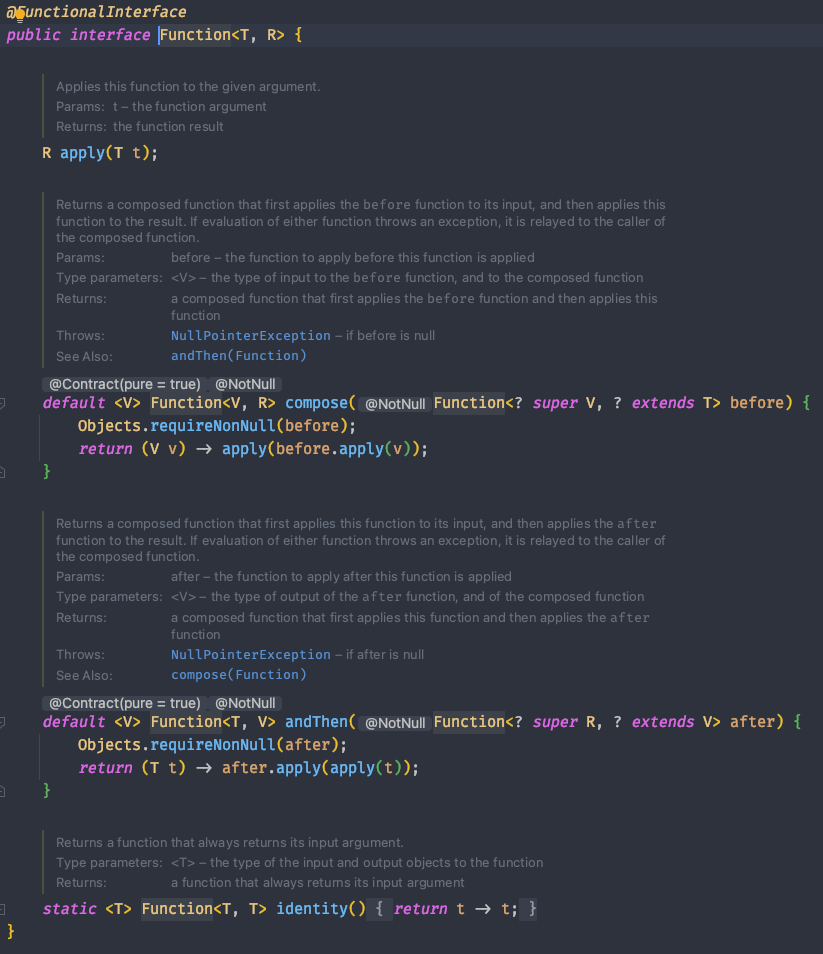 @FunctionalInterface
public interface Function<T, R> {
Applies this function to the given argument.
Params: t – the function argument
Returns: the function result
R apply(T t);
Returns a composed function that first applies the before function to its input, and then applies this
function to the result. If evaluation of either function throws an exception, it is relayed to the caller of
the composed function.
Params: before – the function to apply before this function is applied
Type parameters: <V> – the type of input to the before function, and to the composed function
Returns: a composed function that first applies the before function and then applies this
function
Throws: NullPointerException – if before is null
See Also: andThen(Function)
@Contract(pure = true) @NotNull
default <V> Function<V, R> compose( @NotNull Function<? super V, ? extends T> before) {
Objects.requireNonNull(before);
return (V v) → apply(before.apply(v));
}
Returns a composed function that first applies this function to its input, and then applies the after
function to the result. If evaluation of either function throws an exception, it is relayed to the caller of
the composed function.
Params: after – the function to apply after this function is applied
Type parameters: <V> – the type of output of the after function, and of the composed function
Returns: a composed function that first applies this function and then applies the after
function
Throws: NullPointerException – if after is null
See Also: compose(Function)
@Contract(pure = true) @NotNull
default <V> Function<T, V> andThen( @NotNull Function<? super R, ? extends V> after) {
Objects.requireNonNull(after);
return (T t) → after.apply(apply(t));
}
Returns a function that always returns its input argument.
Type parameters: <T> – the type of the input and output objects to the function
Returns: a function that always returns its input argument
static <T> Function<T, T> identity() { return t → t; }
}